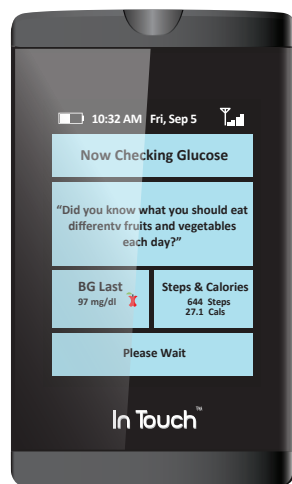 10:32 AM Fri, Sep 5
Now Checking Glucose
“Did you know what you should eat
differentv fruits and vegetables
each day?”
BG Last
97 mg/dl
Steps & Calories
644 Steps
27.1 Cals
Please Wait
In Touch™